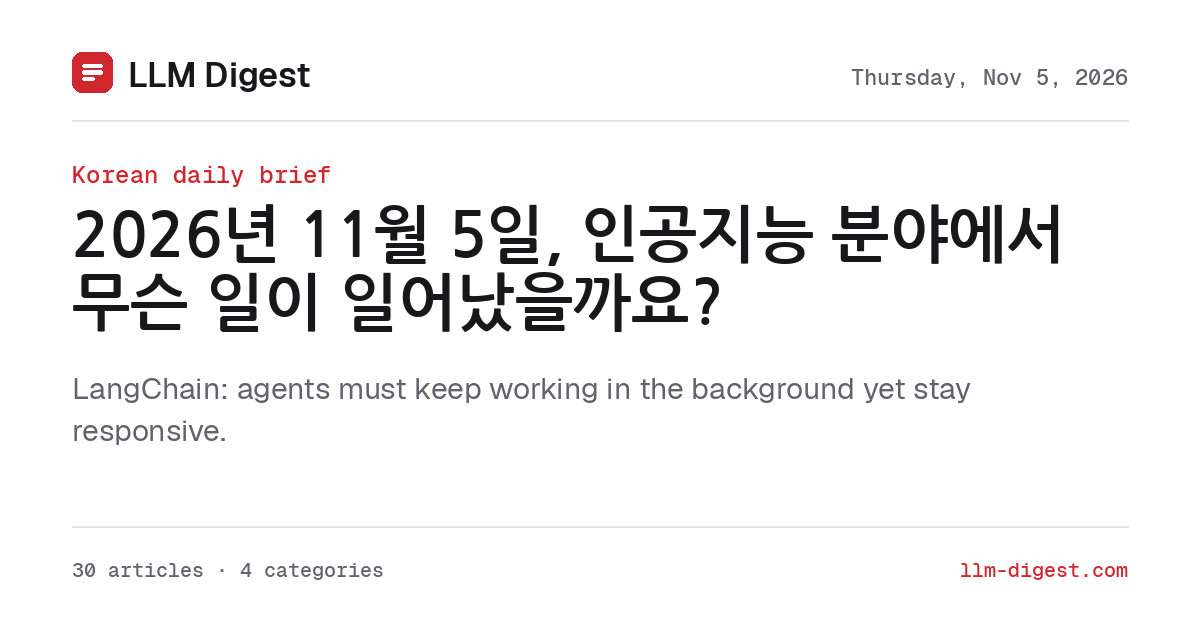 LLM Digest
Thursday, Nov 5, 2026
Korean daily brief
2026년 11월 5일, 인공지능 분야에서
무슨 일이 일어났을까요?
LangChain: agents must keep working in the background yet stay
responsive.
30 articles · 4 categories
llm-digest.com